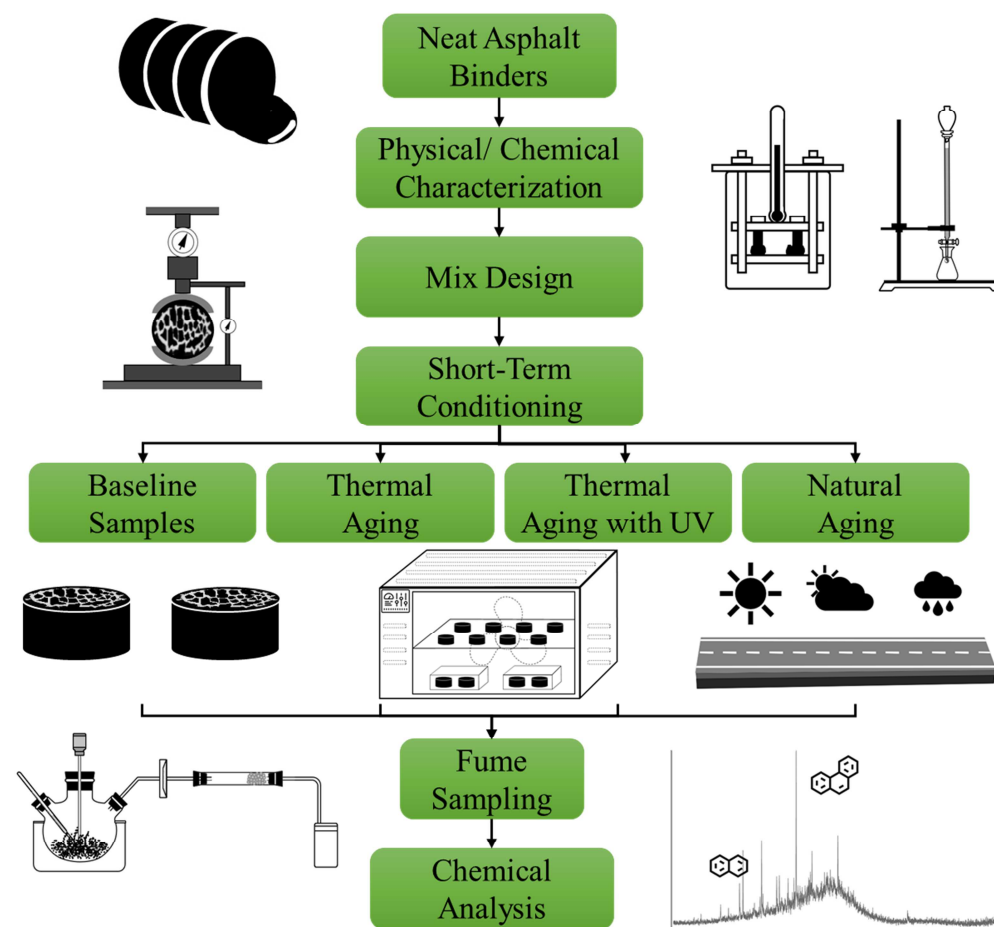 Neat Asphalt
Binders
Physical/ Chemical
Characterization
Mix Design
Short-Term
Conditioning
Baseline
Samples
Thermal
Aging
Thermal
Aging with UV
Natural
Aging
Fume
Sampling
Chemical
Analysis